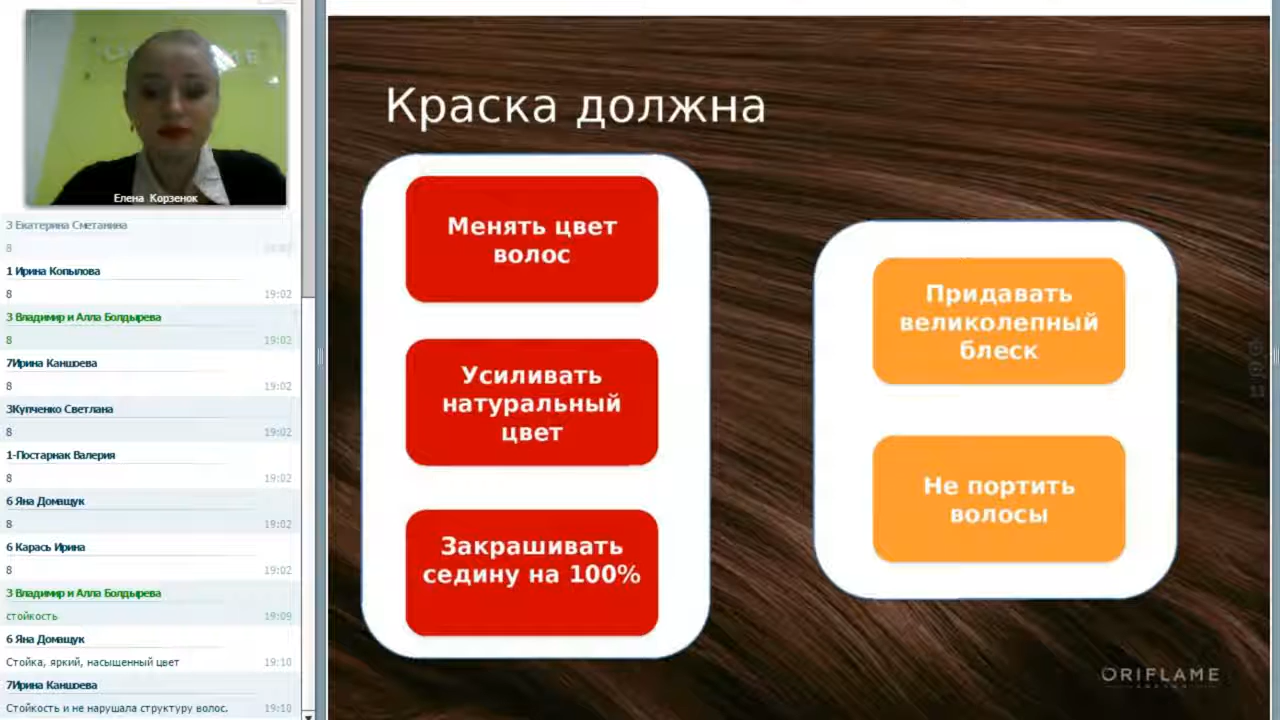 Елена Корзенок
3 Екатерина Сметанина
8
1 Ирина Копылова
8 19:02
3 Владимир и Алла Болдырева
8 19:02
7Ирина Каншоева
8 19:02
3Купченко Светлана
8 19:02
1-Постарнак Валерия
8 19:02
6 Яна Домащук
8 19:02
6 Карась Ирина
8 19:02
3 Владимир и Алла Болдырева
стойкость 19:09
6 Яна Домащук
Стойка, яркий, насыщенный цвет 19:10
7Ирина Каншоева
Стойкость и не нарушала структуру волос. 19:10
Краска должна
Менять цвет
волос
Усиливать
натуральный
цвет
Закрашивать
седину на 100%
Придавать
великолепный
блеск
Не портить
волосы
ORIFLAME